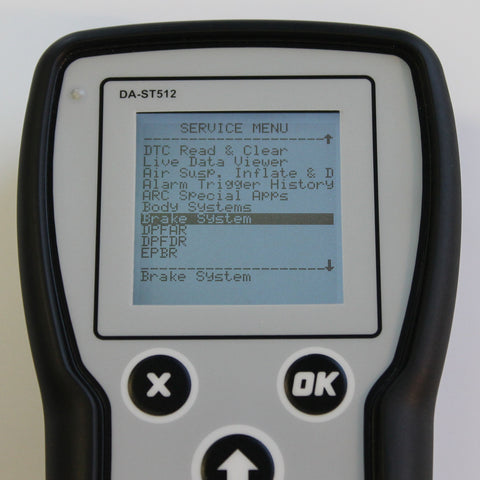 DA-ST512
SERVICE MENU
DTC Read & Clear
Live Data Viewer
Air Susp. Inflate & D
Alarm Trigger History
ARC Special Apps
Body Systems
Brake System
DPFAR
DPFDR
EPBR
Brake System
X
OK